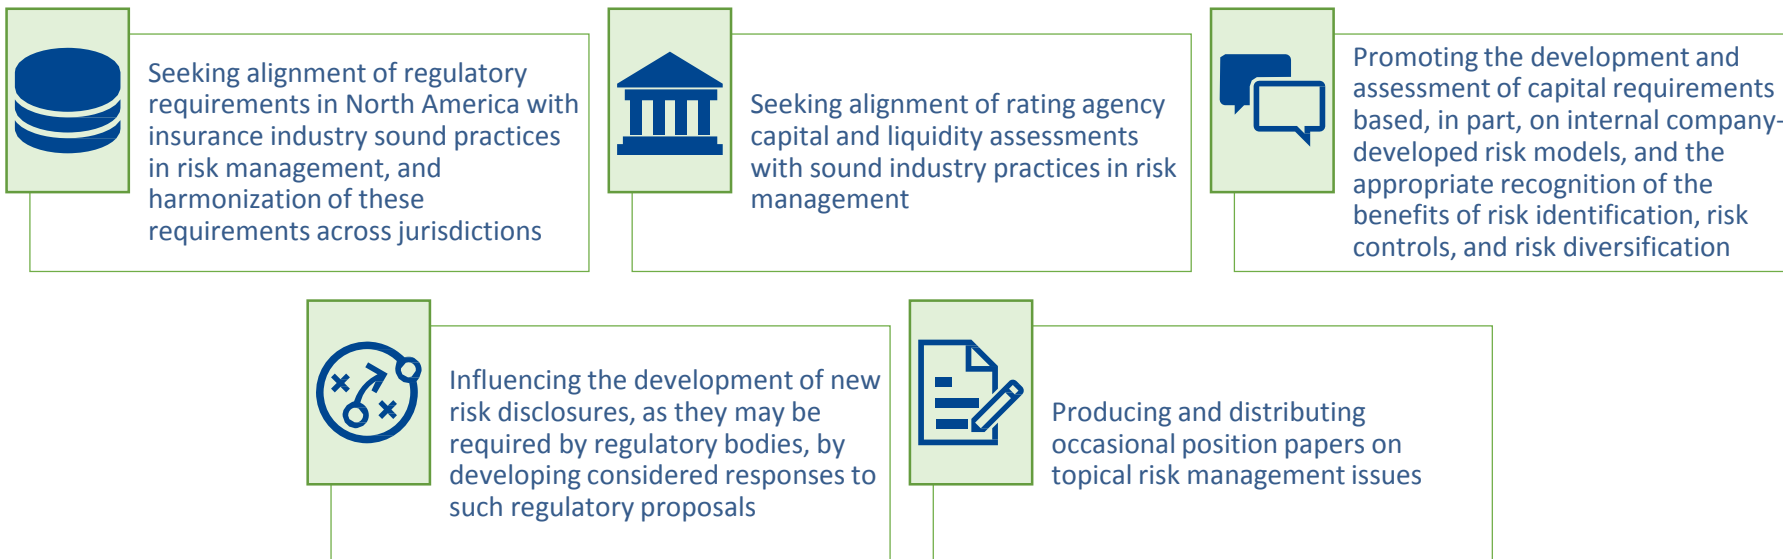 Seeking alignment of regulatory
requirements in North America with
insurance industry sound practices
in risk management, and
harmonization of these
requirements across jurisdictions
Seeking alignment of rating agency
capital and liquidity assessments
with sound industry practices in risk
management
Promoting the development and
assessment of capital requirements
based, in part, on internal company-
developed risk models, and the
appropriate recognition of the
benefits of risk identification, risk
controls, and risk diversification
Influencing the development of new
risk disclosures, as they may be
required by regulatory bodies, by
developing considered responses to
such regulatory proposals
Producing and distributing
occasional position papers on
topical risk management issues